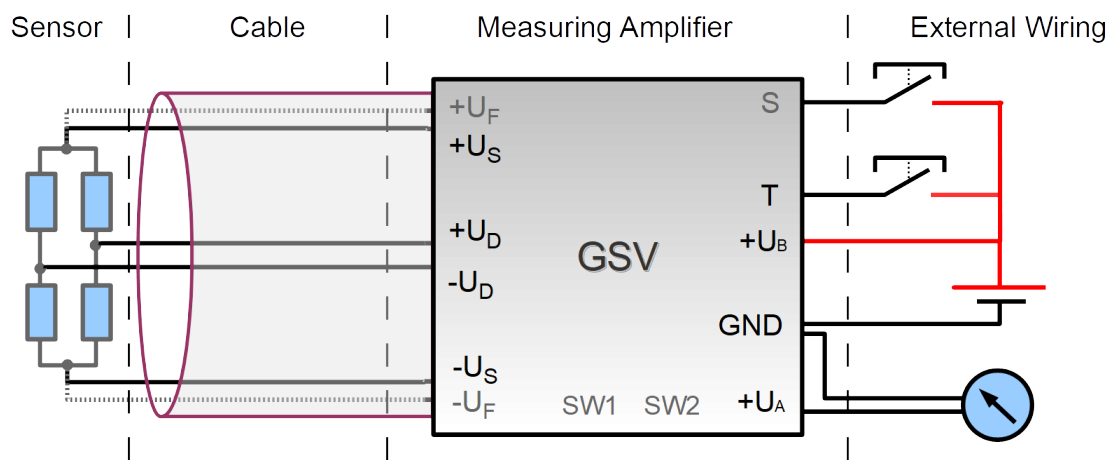 Sensor
Cable
Measuring Amplifier
External Wiring
+UF
S
+US
T
+UD
+UB
GSV
-UD
GND
-US
-UF
SW1
SW2
+UA